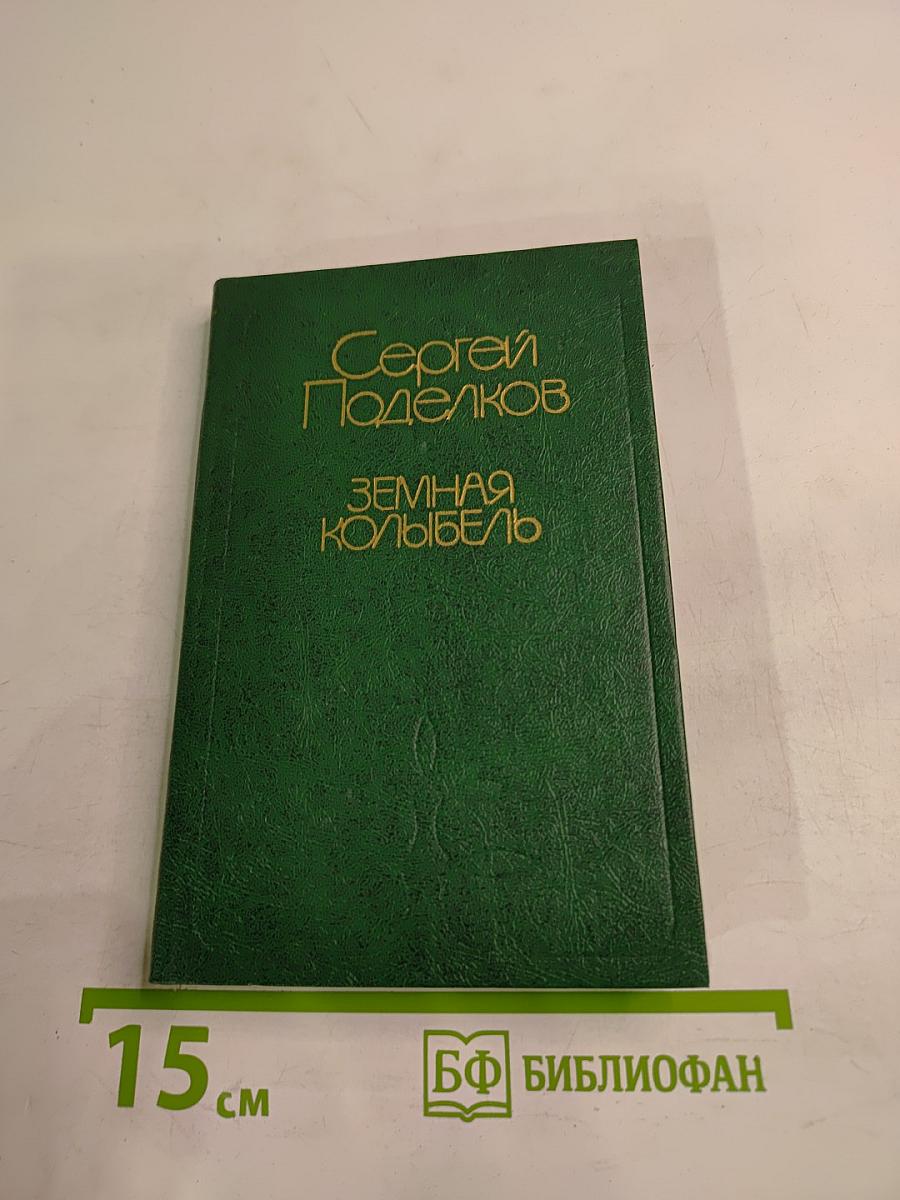 Сергей
Поделков
ЗЕМНАЯ
КОЛЫБЕЛЬ
15 см
БФ БИБЛИОФАН